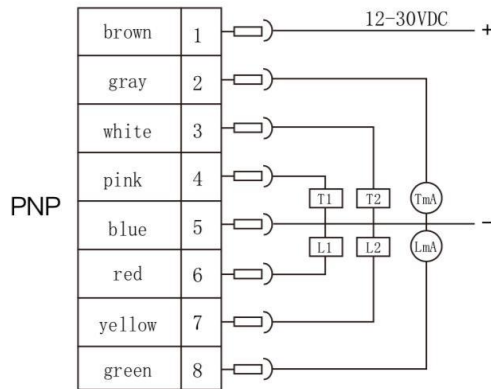 12-30VDC
brown 1 +
gray 2
white 3
pink 4
T1 T2 TmA
PNP
blue 5 −
L1 L2 LmA
red 6
yellow 7
green 8